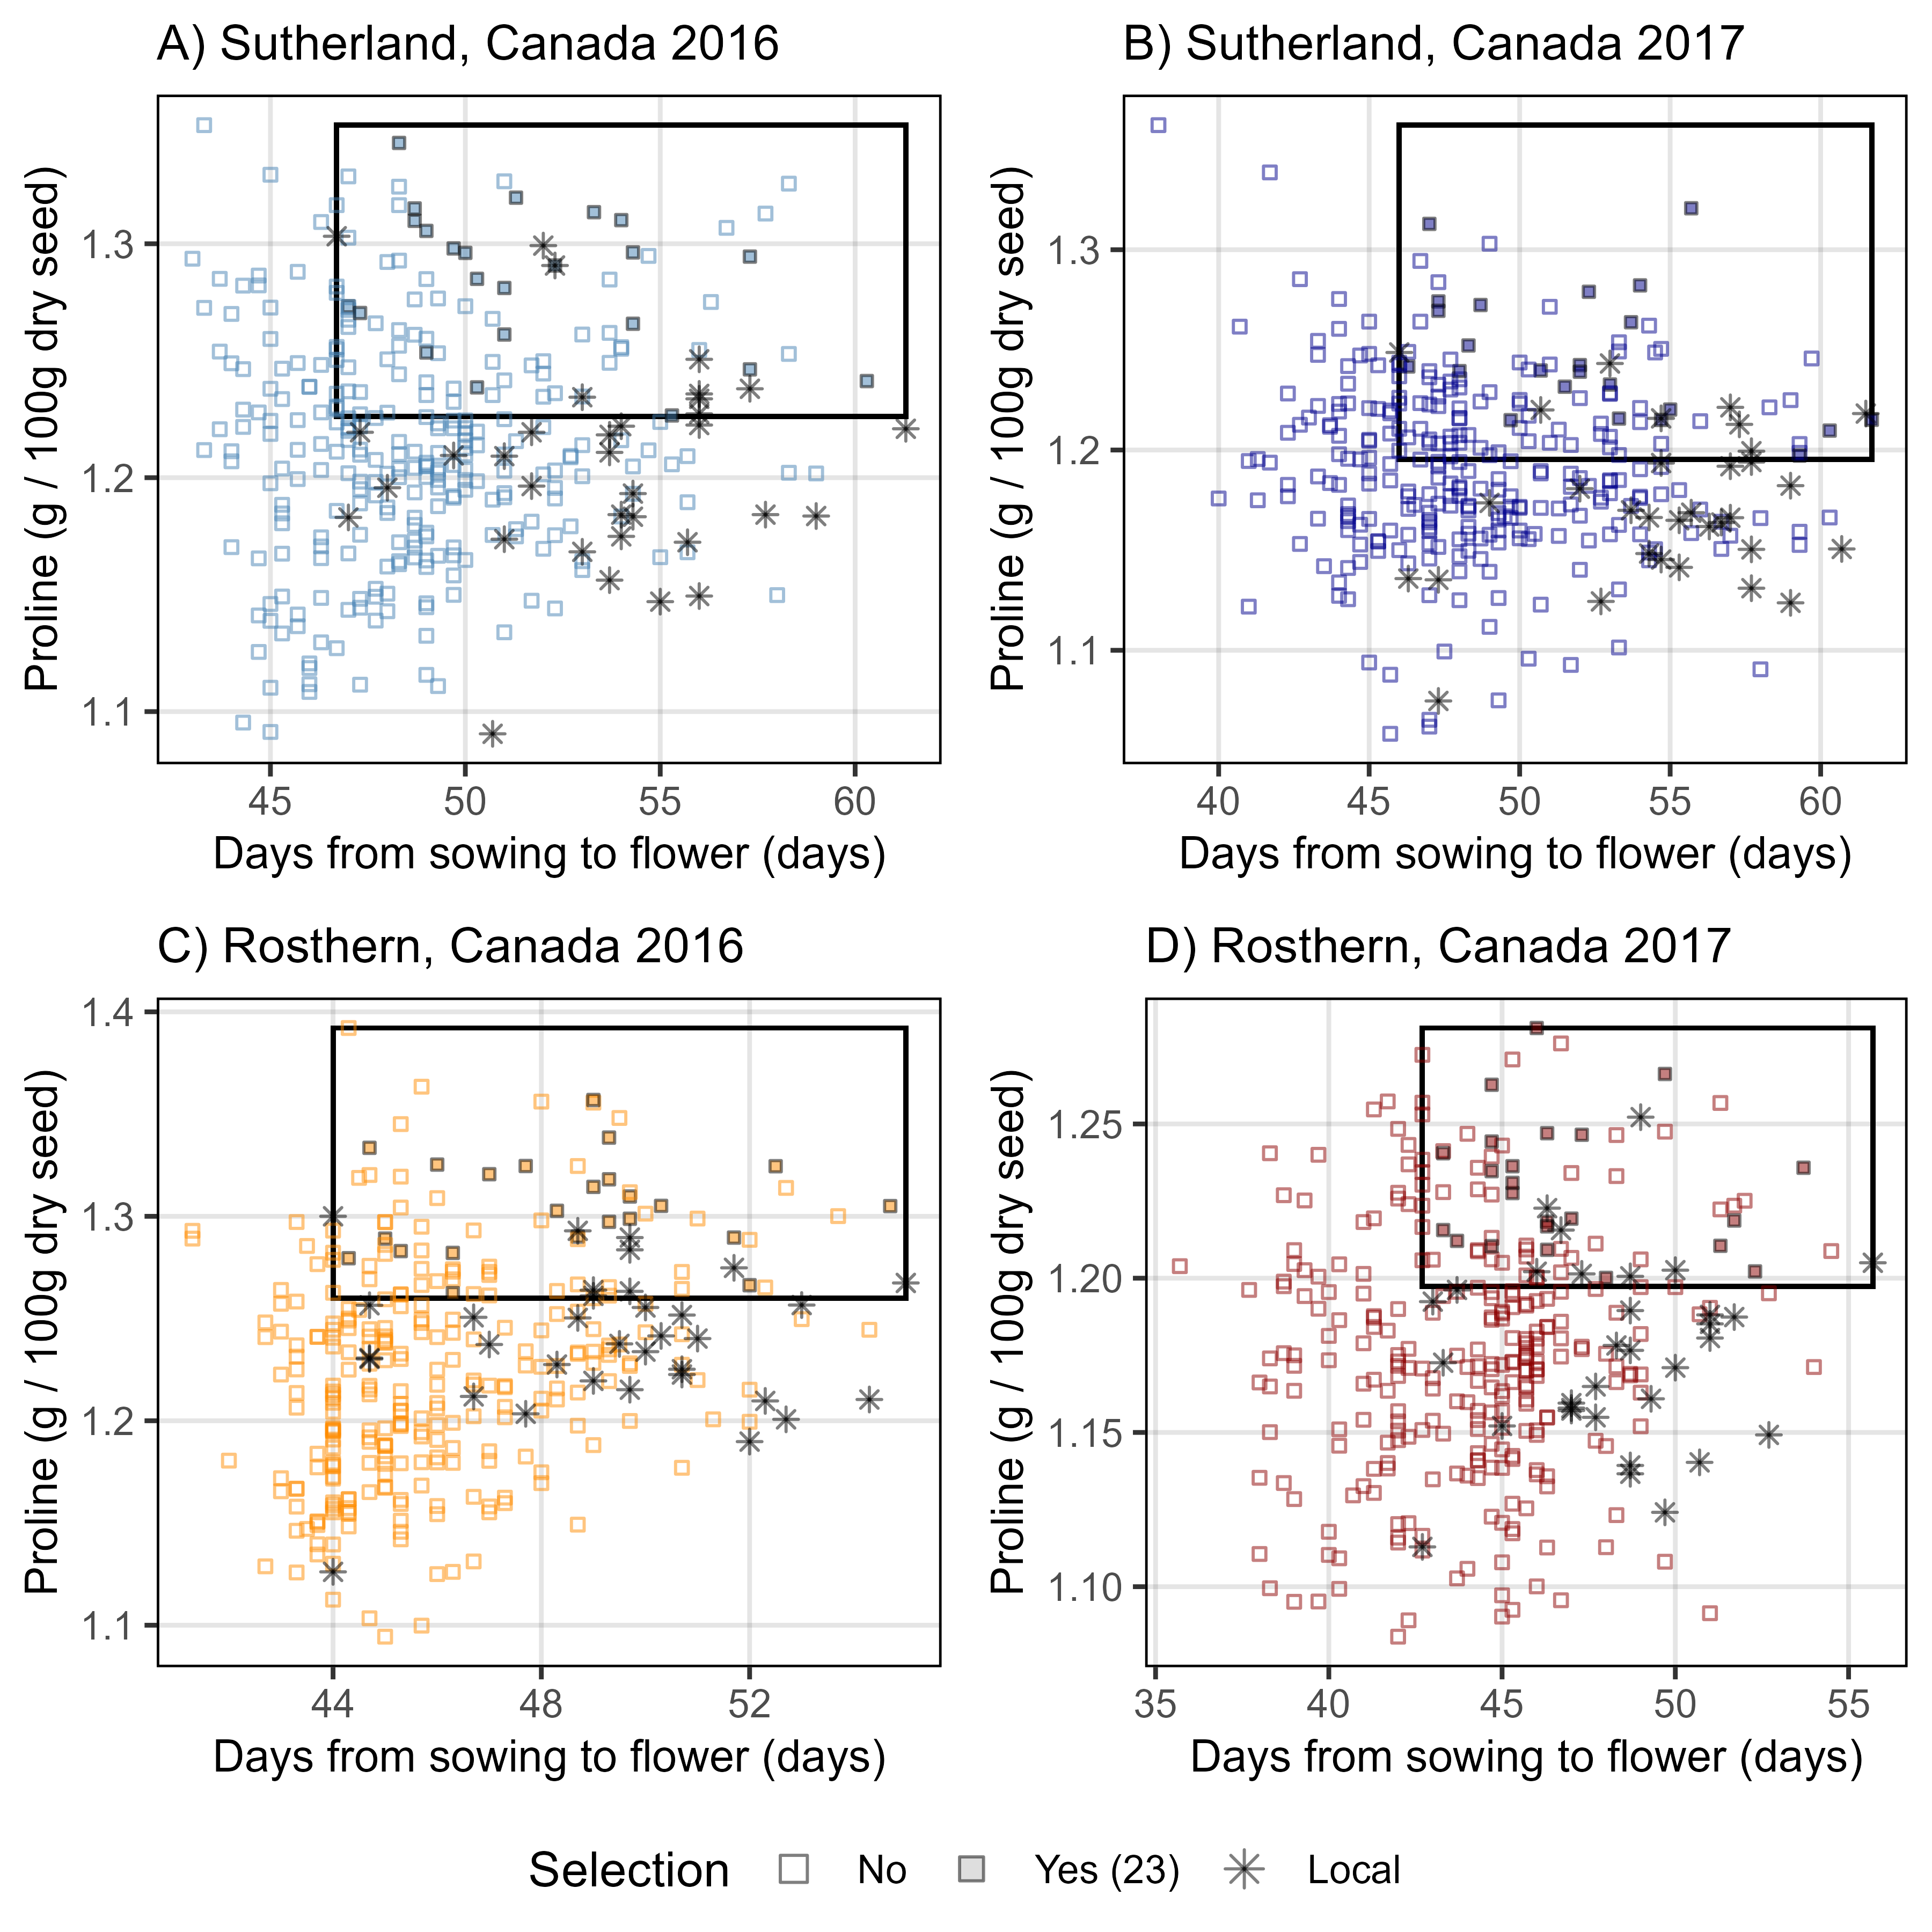 A) Sutherland, Canada 2016
Proline (g / 100g dry seed)
1.3
1.2
1.1
45 50 55 60
Days from sowing to flower (days)
B) Sutherland, Canada 2017
Proline (g / 100g dry seed)
1.3
1.2
1.1
40 45 50 55 60
Days from sowing to flower (days)
C) Rosthern, Canada 2016
Proline (g / 100g dry seed)
1.4
1.3
1.2
1.1
44 48 52
Days from sowing to flower (days)
D) Rosthern, Canada 2017
Proline (g / 100g dry seed)
1.25
1.20
1.15
1.10
35 40 45 50 55
Days from sowing to flower (days)
Selection No Yes (23) Local